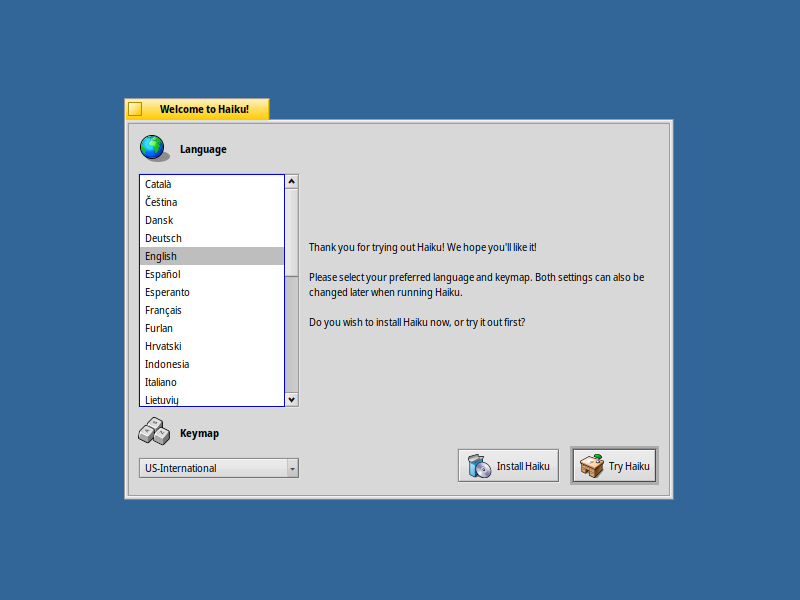 Welcome to Haiku!
Language
Català
Čeština
Dansk
Deutsch
English
Español
Esperanto
Français
Furlan
Hrvatski
Indonesia
Italiano
Lietuvių
Thank you for trying out Haiku! We hope you'll like it!
Please select your preferred language and keymap. Both settings can also be
changed later when running Haiku.
Do you wish to install Haiku now, or try it out first?
Keymap
US-International
Install Haiku
Try Haiku